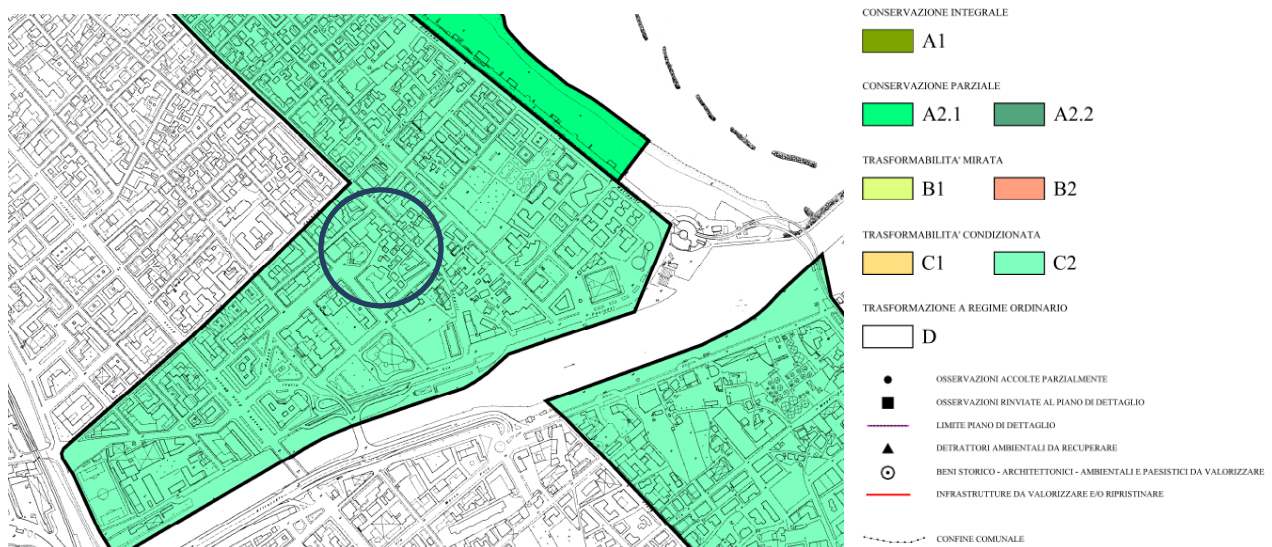 CONSERVAZIONE INTEGRALE
A1
CONSERVAZIONE PARZIALE
A2.1 A2.2
TRASFORMABILITA' MIRATA
B1 B2
TRASFORMABILITA' CONDIZIONATA
C1 C2
TRASFORMAZIONE A REGIME ORDINARIO
D
OSSERVAZIONI ACCOLTE PARZIALMENTE
OSSERVAZIONI RINVIATE AL PIANO DI DETTAGLIO
LIMITE PIANO DI DETTAGLIO
DETRATTORI AMBIENTALI DA RECUPERARE
BENI STORICO - ARCHITETTONICI - AMBIENTALI E PAESISTICI DA VALORIZZARE
INFRASTRUTTURE DA VALORIZZARE E/O RIPRISTINARE
CONFINE COMUNALE